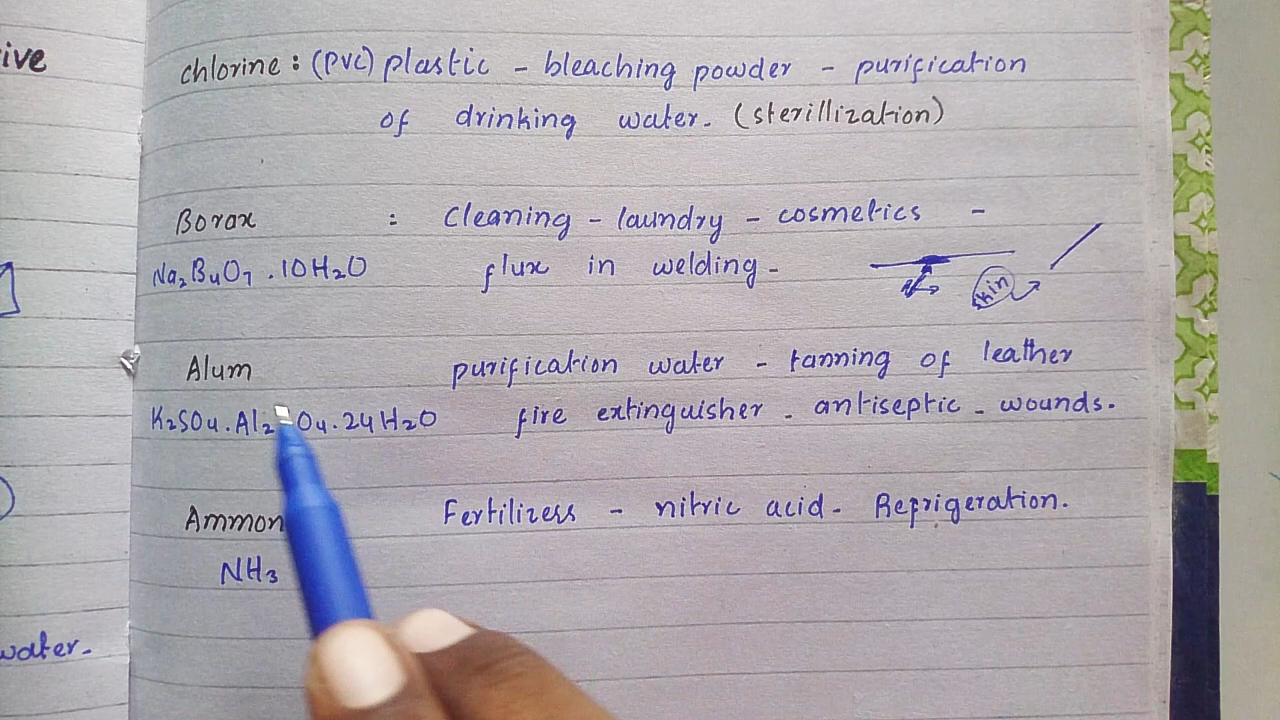 ive
chlorine : (PVC) plastic - bleaching powder - purification
of drinking water. (sterillization)
Borax : Cleaning - laundry - cosmetics -
Na₂B₄O₇ . 10H₂O flux in welding -
skin
Alum purification water - tanning of leather
K₂SO₄ . Al₂ O₄ . 24H₂O fire extinguisher - antiseptic - wounds.
Ammon Fertilizers - nitric acid - Refrigeration.
NH₃
water.